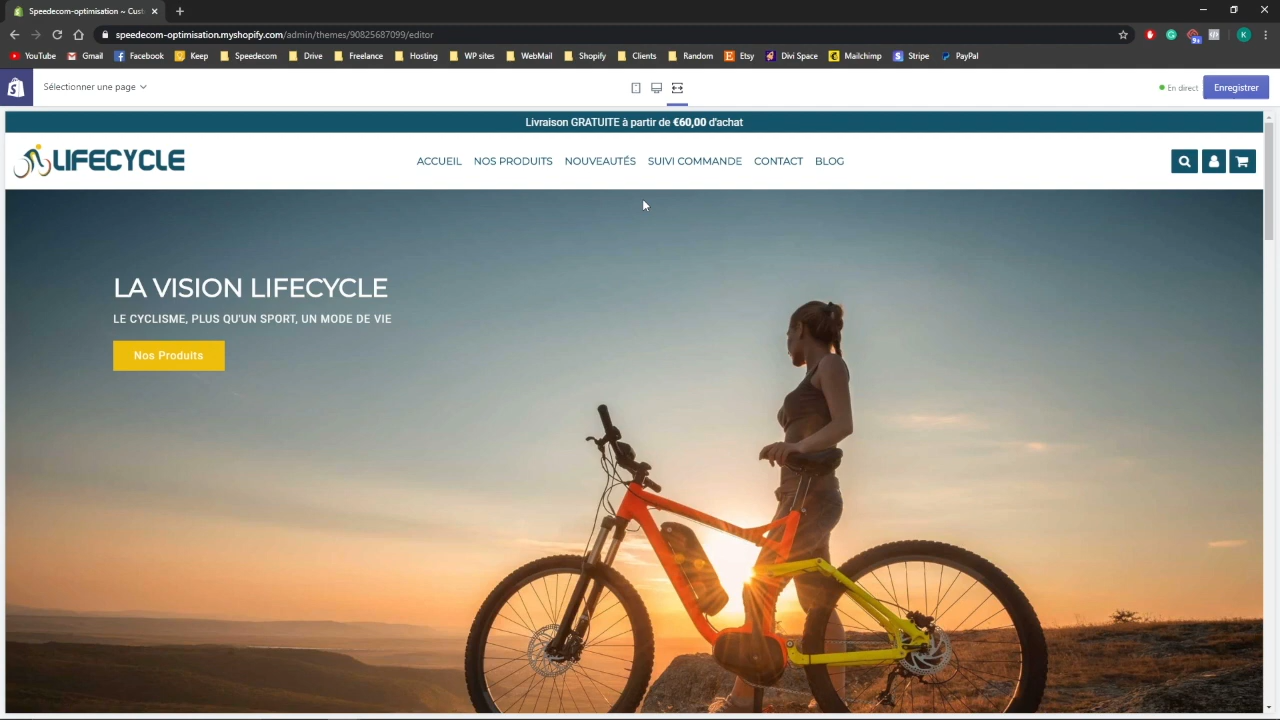 Speedecom-optimisation ~ Cust
speedecom-optimisation.myshopify.com/admin/themes/90825687099/editor
YouTube Gmail Facebook Keep Speedecom Drive Freelance Hosting WP sites WebMail Shopify Clients Random Etsy Divi Space Mailchimp Stripe PayPal
Sélectionner une page
En direct
Enregistrer
Livraison GRATUITE à partir de €60,00 d'achat
LIFECYCLE
ACCUEIL NOS PRODUITS NOUVEAUTÉS SUIVI COMMANDE CONTACT BLOG
LA VISION LIFECYCLE
LE CYCLISME, PLUS QU'UN SPORT, UN MODE DE VIE
Nos Produits